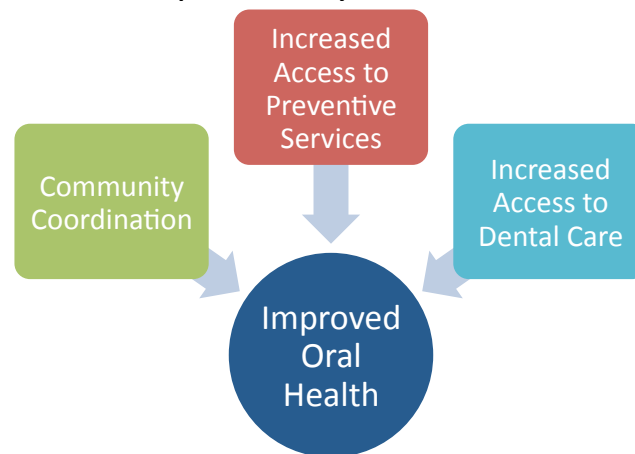 Increased
Access to
Preventive
Services
Community
Coordination
Increased
Access to
Dental Care
Improved
Oral
Health